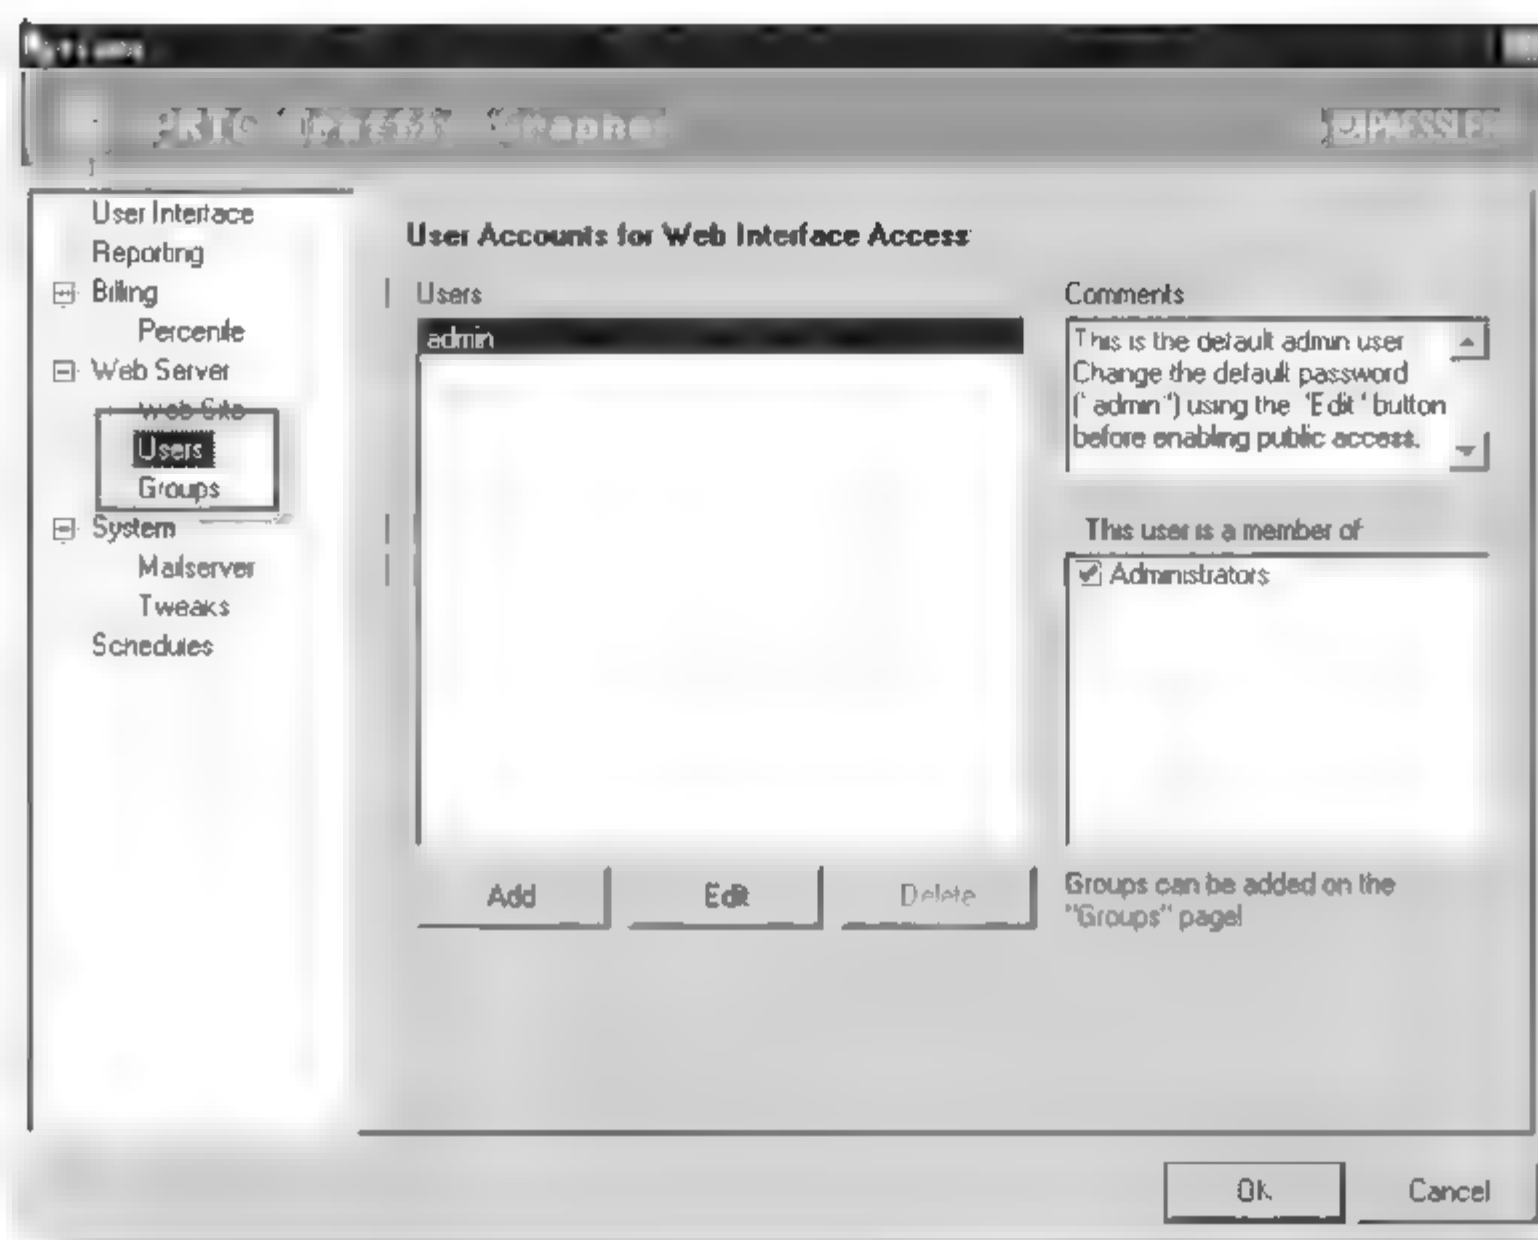 Options
PRTG Traffic Grapher
PAESSLER
User Interface
Reporting
Billing
Percentile
Web Server
Web Site
Users
Groups
System
Mailserver
Tweaks
Schedules
User Accounts for Web Interface Access
Users
admin
Add
Edit
Delete
Comments
This is the default admin user
Change the default password
("admin") using the "Edit" button
before enabling public access.
This user is a member of
Administrators
Groups can be added on the
"Groups" page!
OK
Cancel